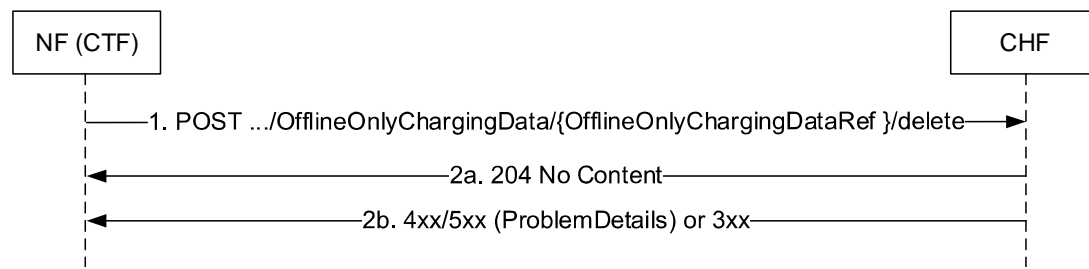 NF (CTF)
CHF
1. POST .../OfflineOnlyChargingData/{OfflineOnlyChargingDataRef }/delete
2a. 204 No Content
2b. 4xx/5xx (ProblemDetails) or 3xx